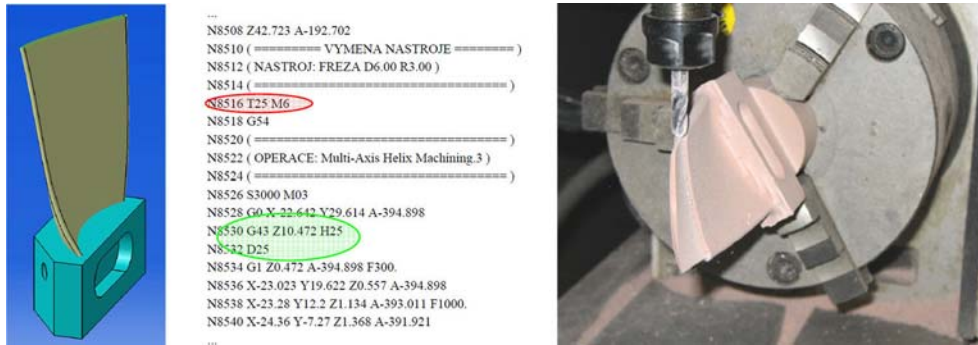 ...
N8508 Z42.723 A-192.702
N8510 ( ========= VYMENA NASTROJE ======== )
N8512 ( NASTROJ: FREZA D6.00 R3.00 )
N8514 ( ================================== )
N8516 T25 M6
N8518 G54
N8520 ( ================================== )
N8522 ( OPERACE: Multi-Axis Helix Machining.3 )
N8524 ( ================================== )
N8526 S3000 M03
N8528 G0 X-22.642 Y29.614 A-394.898
N8530 G43 Z10.472 H25
N8532 D25
N8534 G1 Z0.472 A-394.898 F300.
N8536 X-23.023 Y19.622 Z0.557 A-394.898
N8538 X-23.28 Y12.2 Z1.134 A-393.011 F1000.
N8540 X-24.36 Y-7.27 Z1.368 A-391.921
...